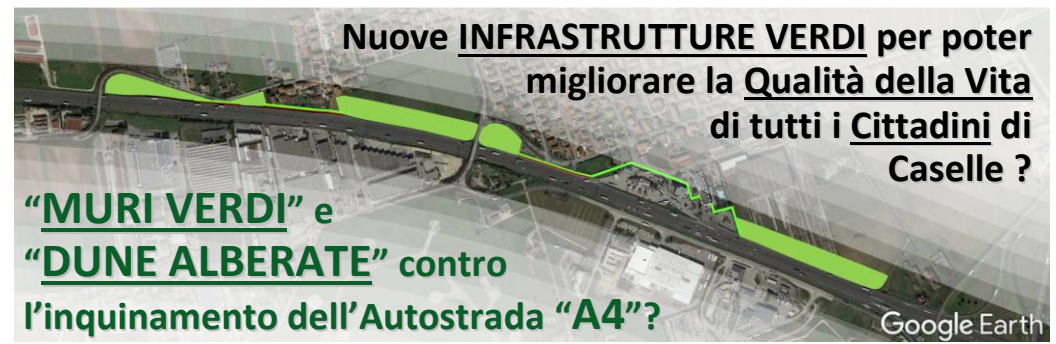 Nuove INFRASTRUTTURE VERDI per poter
migliorare la Qualità della Vita
di tutti i Cittadini di
Caselle ?
“MURI VERDI” e
“DUNE ALBERATE” contro
l’inquinamento dell’Autostrada “A4”?
Google Earth